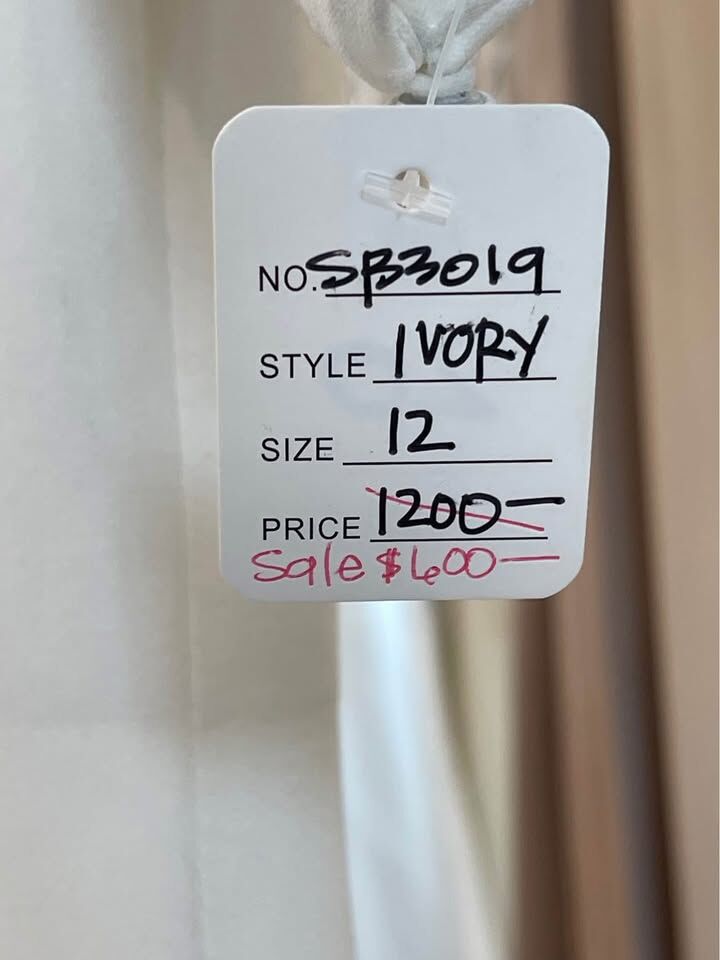 NO. SB3019
STYLE IVORY
SIZE 12
PRICE 1200—
Sale $600—